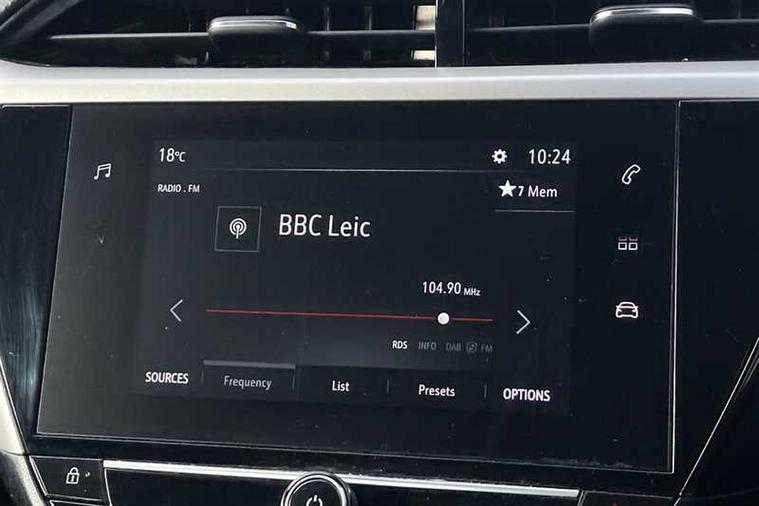 18°C 10:24
RADIO . FM ★7 Mem
BBC Leic
104.90 MHz
RDS INFO DAB FM
SOURCES Frequency List Presets OPTIONS